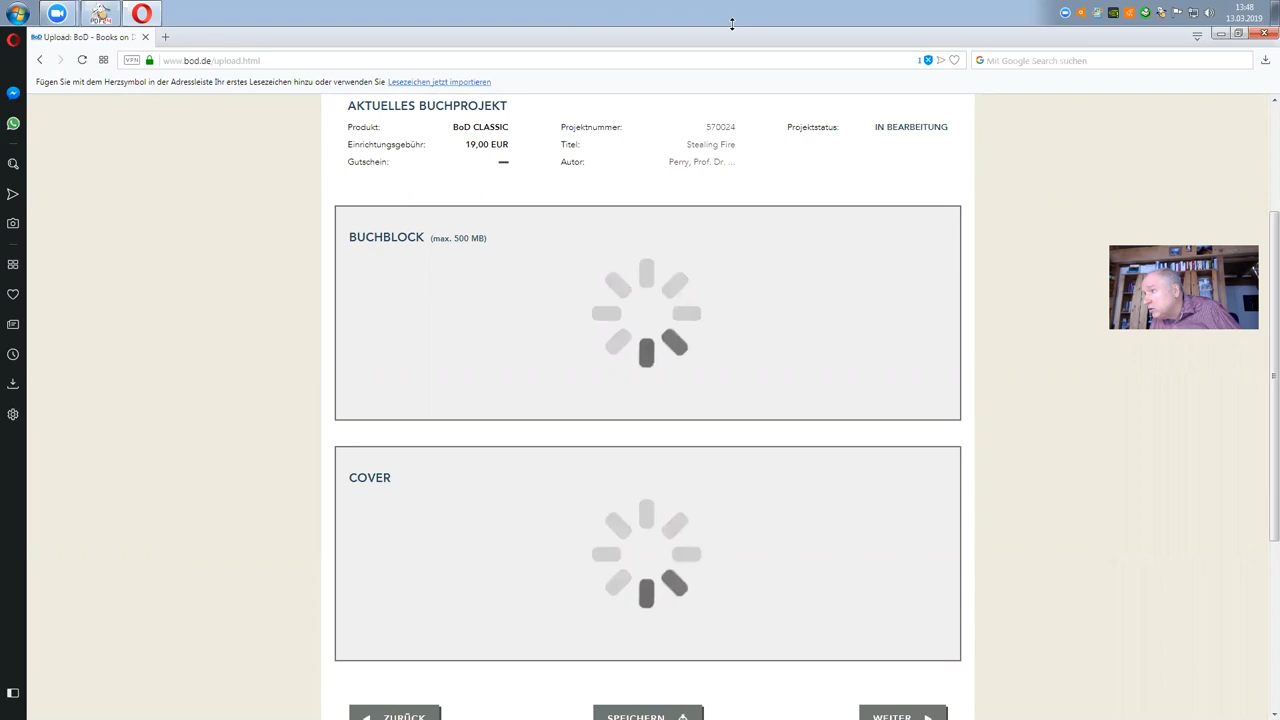 13:48
13.03.2019
BoD Upload: BoD - Books on D
VPN www.bod.de/upload.html 1 G Mit Google Search suchen
Fügen Sie mit dem Herzsymbol in der Adressleiste Ihr erstes Lesezeichen hinzu oder verwenden Sie Lesezeichen jetzt importieren
AKTUELLES BUCHPROJEKT
Produkt: BoD CLASSIC Projektnummer: 570024 Projektstatus: IN BEARBEITUNG
Einrichtungsgebühr: 19,00 EUR Titel: Stealing Fire
Gutschein: — Autor: Perry, Prof. Dr. ...
BUCHBLOCK (max. 500 MB)
COVER
ZURÜCK SPEICHERN WEITER